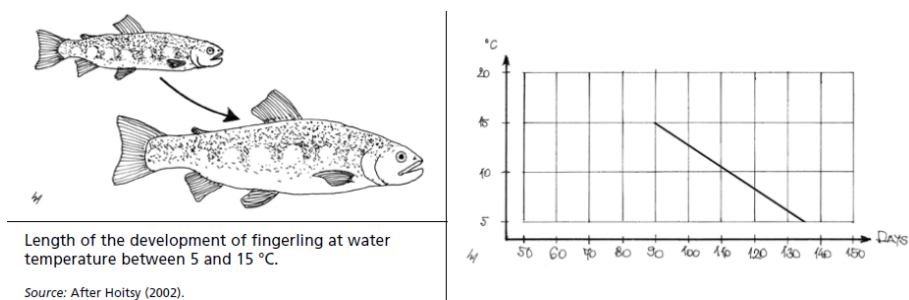 Length of the development of fingerling at water
temperature between 5 and 15 °C.
Source: After Hoitsy (2002).
°C
20
15
10
5
50 60 70 80 90 100 110 120 130 140 150
DAYS